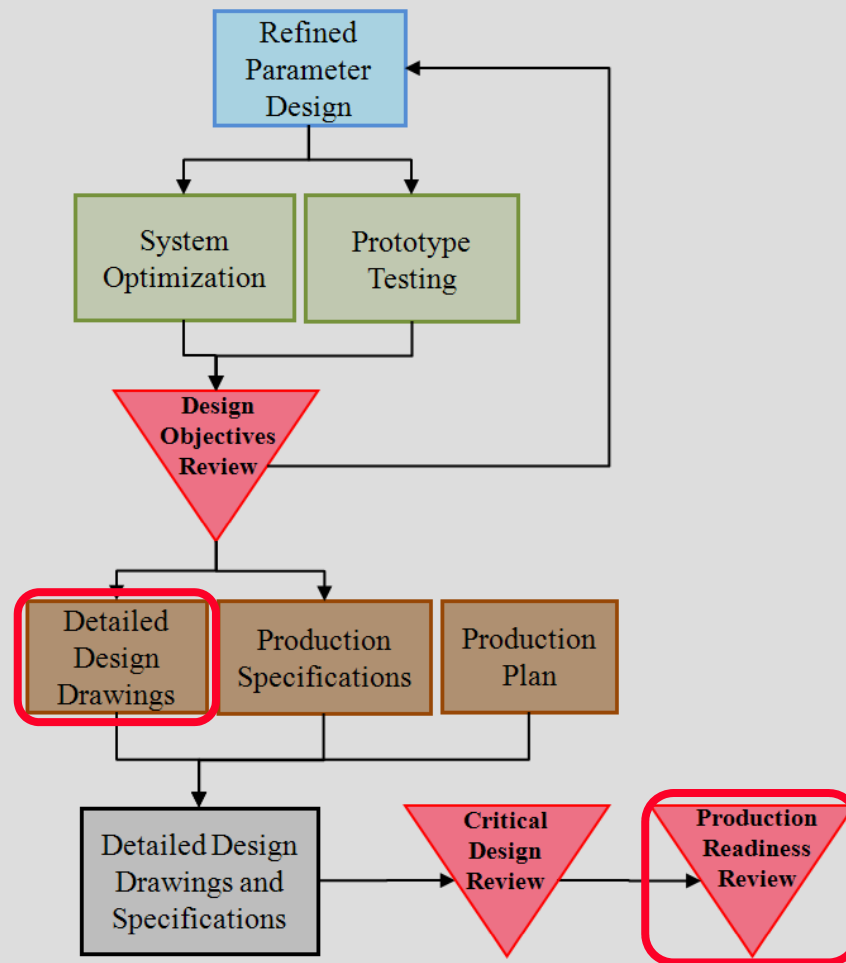 Refined
Parameter
Design
System
Optimization
Prototype
Testing
Design
Objectives
Review
Detailed
Design
Drawings
Production
Specifications
Production
Plan
Detailed Design
Drawings and
Specifications
Critical
Design
Review
Production
Readiness
Review